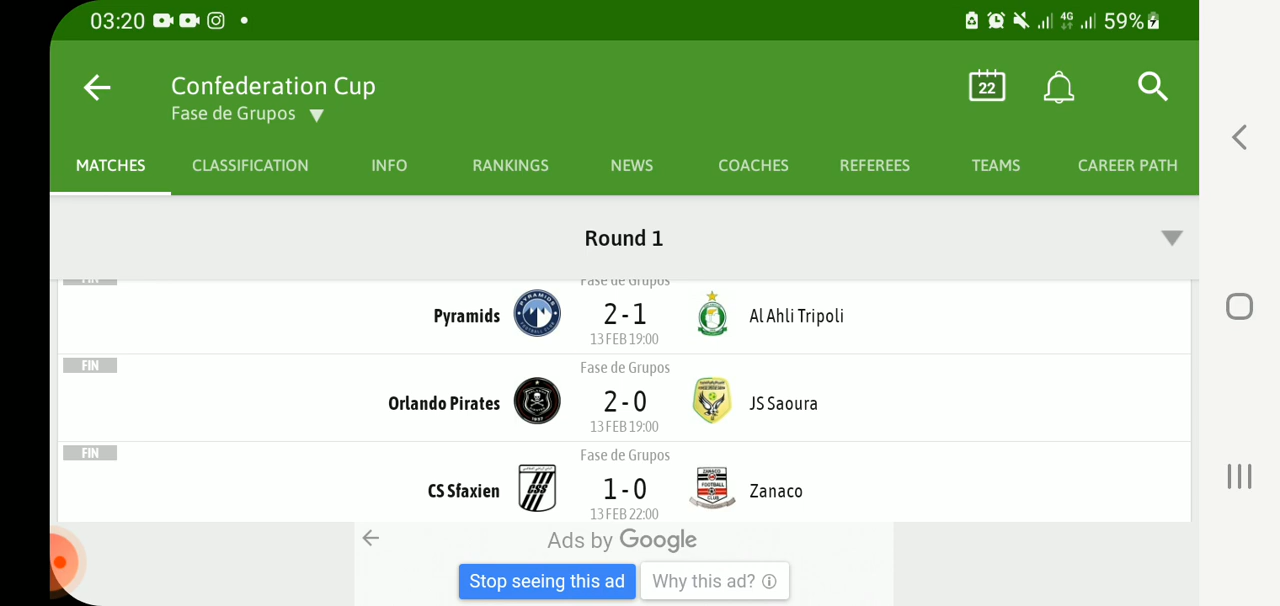 03:20
4G 59%
Confederation Cup
Fase de Grupos
22
MATCHES CLASSIFICATION INFO RANKINGS NEWS COACHES REFEREES TEAMS CAREER PATH
Round 1
FIN
Fase de Grupos
Pyramids 2 - 1 Al Ahli Tripoli
13 FEB 19:00
FIN
Fase de Grupos
Orlando Pirates 2 - 0 JS Saoura
13 FEB 19:00
FIN
Fase de Grupos
CS Sfaxien 1 - 0 Zanaco
13 FEB 22:00
Ads by Google
Stop seeing this ad Why this ad?